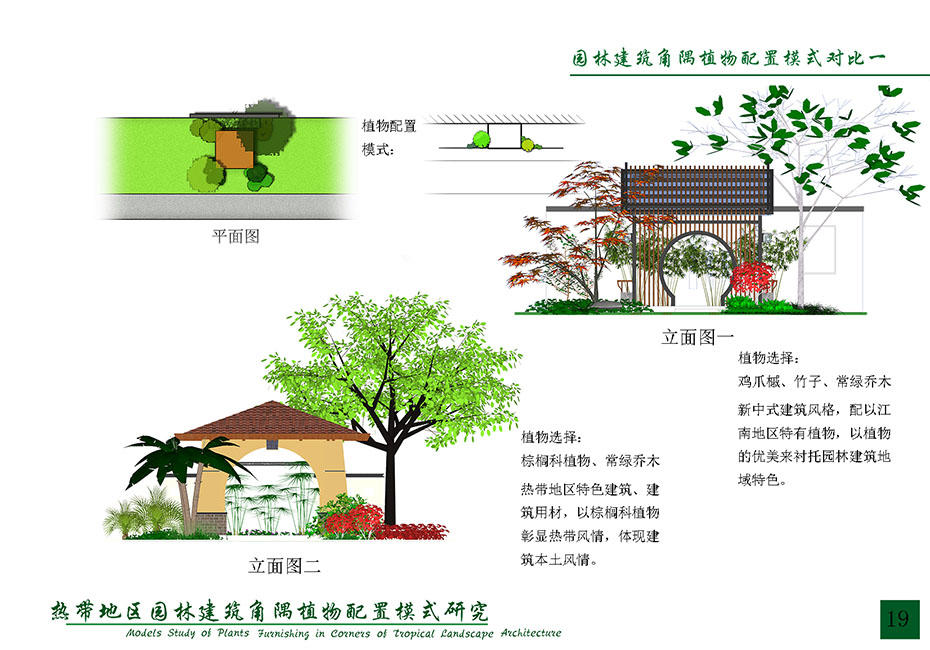 园林建筑角隅植物配置模式对比一
植物配置
模式：
平面图
立面图一
植物选择：
鸡爪槭、竹子、常绿乔木
新中式建筑风格，配以江
南地区特有植物，以植物
的优美来衬托园林建筑地
域特色。
植物选择：
棕榈科植物、常绿乔木
热带地区特色建筑、建
筑用材，以棕榈科植物
彰显热带风情，体现建
筑本土风情。
立面图二
热带地区园林建筑角隅植物配置模式研究
Models Study of Plants Furnishing in Corners of Tropical Landscape Architecture
19